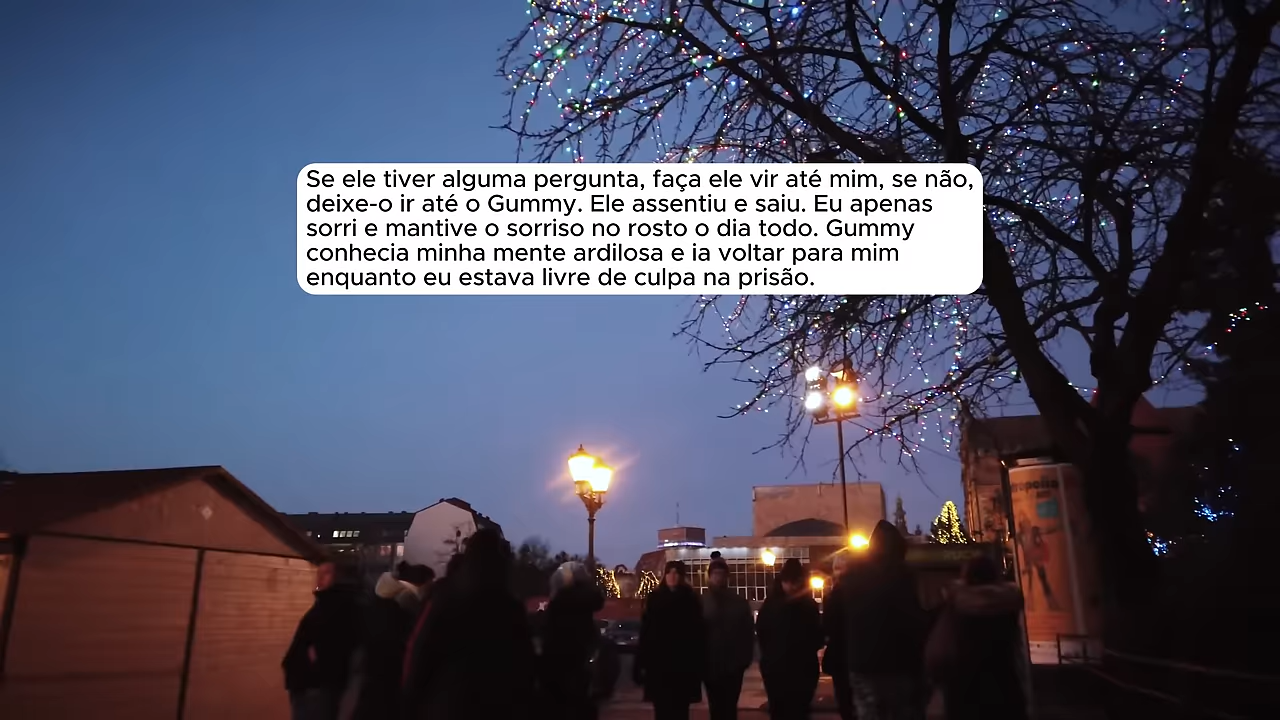 Se ele tiver alguma pergunta, faça ele vir até mim, se não,
deixe-o ir até o Gummy. Ele assentiu e saiu. Eu apenas
sorri e mantive o sorriso no rosto o dia todo. Gummy
conhecia minha mente ardilosa e ia voltar para mim
enquanto eu estava livre de culpa na prisão.